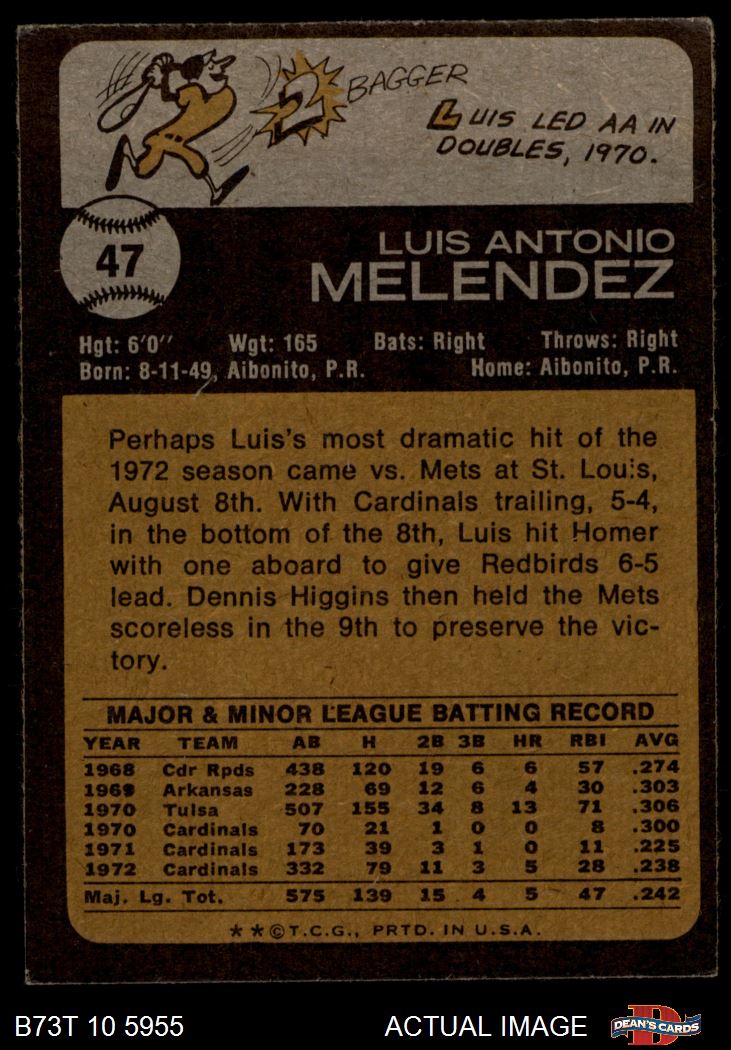 2 BAGGER
LUIS LED AA IN
DOUBLES, 1970.
47
LUIS ANTONIO
MELENDEZ
Hgt: 6'0" Wgt: 165 Bats: Right Throws: Right
Born: 8-11-49, Aibonito, P.R. Home: Aibonito, P.R.
Perhaps Luis's most dramatic hit of the
1972 season came vs. Mets at St. Louis,
August 8th. With Cardinals trailing, 5-4,
in the bottom of the 8th, Luis hit Homer
with one aboard to give Redbirds 6-5
lead. Dennis Higgins then held the Mets
scoreless in the 9th to preserve the vic-
tory.
MAJOR & MINOR LEAGUE BATTING RECORD
YEAR TEAM AB H 2B 3B HR RBI AVG
1968 Cdr Rpds 438 120 19 6 6 57 .274
1969 Arkansas 228 69 12 6 4 30 .303
1970 Tulsa 507 155 34 8 13 71 .306
1970 Cardinals 70 21 1 0 0 8 .300
1971 Cardinals 173 39 3 1 0 11 .225
1972 Cardinals 332 79 11 3 5 28 .238
Maj. Lg. Tot. 575 139 15 4 5 47 .242
* * © T.C.G., PRTD. IN U.S.A.
B73T 10 5955 ACTUAL IMAGE D DEAN'S CARDS